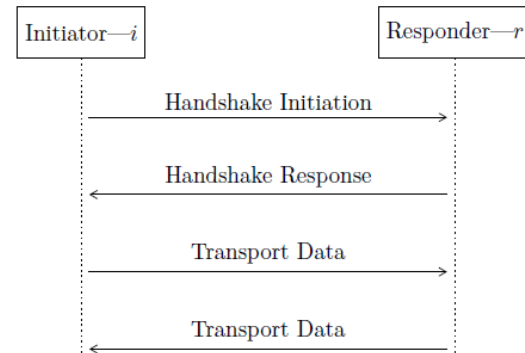 Initiator—i
Responder—r
Handshake Initiation
Handshake Response
Transport Data
Transport Data